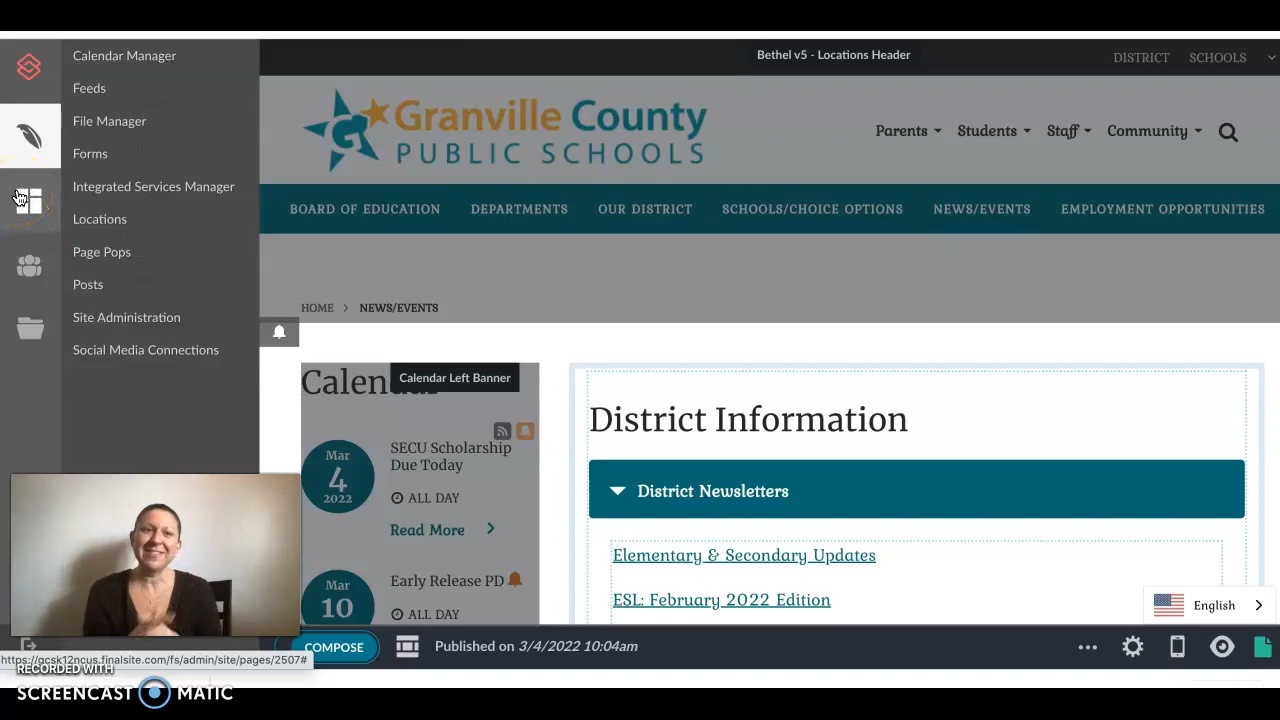 Calendar Manager
Feeds
File Manager
Forms
Integrated Services Manager
Locations
Page Pops
Posts
Site Administration
Social Media Connections
Bethel v5 - Locations Header
DISTRICT SCHOOLS
Granville County
PUBLIC SCHOOLS
Parents Students Staff Community
BOARD OF EDUCATION DEPARTMENTS OUR DISTRICT SCHOOLS/CHOICE OPTIONS NEWS/EVENTS EMPLOYMENT OPPORTUNITIES
HOME > NEWS/EVENTS
Calendar Left Banner
Mar
4
2022
SECU Scholarship
Due Today
ALL DAY
Read More
Mar
10
Early Release PD
ALL DAY
District Information
District Newsletters
Elementary & Secondary Updates
ESL: February 2022 Edition
English
COMPOSE
Published on 3/4/2022 10:04am
https://gcsk12ncus.finalsite.com/fs/admin/site/pages/2507#
RECORDED WITH
SCREENCAST MATIC